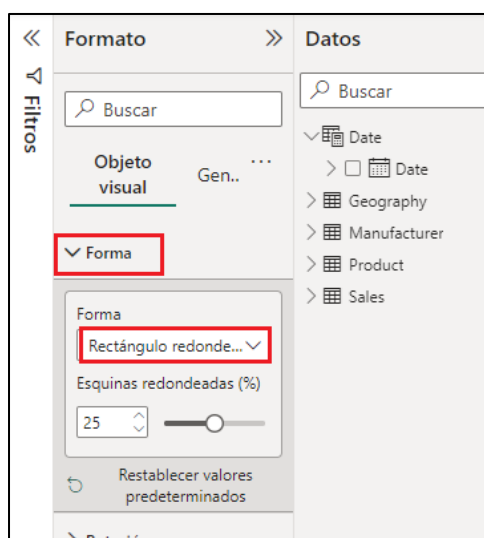 Filtros
Formato
Buscar
Objeto visual
Gen..
...
Forma
Forma
Rectángulo redonde...
Esquinas redondeadas (%)
25
Restablecer valores
predeterminados
Datos
Buscar
Date
Date
Geography
Manufacturer
Product
Sales